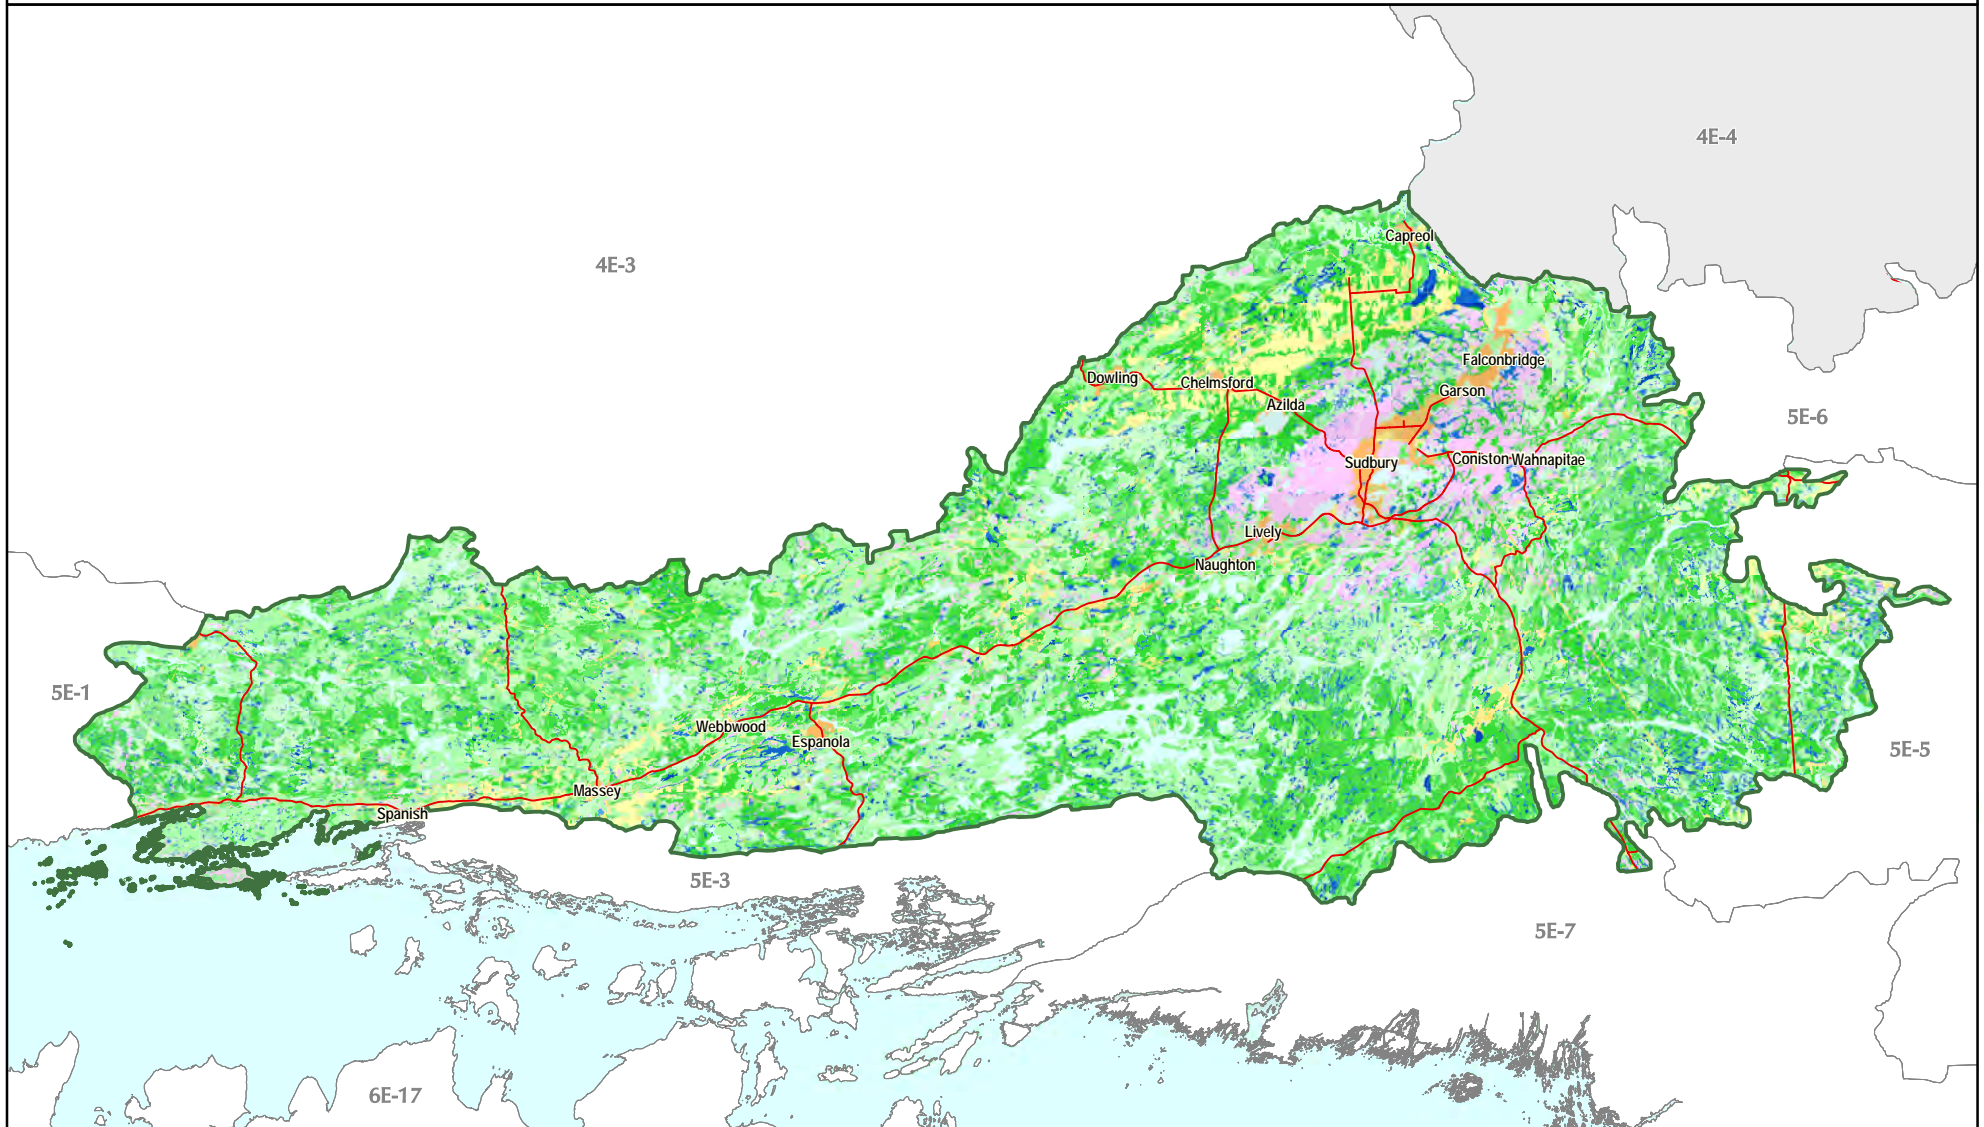 4E-4
Capreol
4E-3
Falconbridge
Dowling
Chelmsford
Garson
Azilda
5E-6
Sudbury
Coniston Wahnapitae
Lively
Naughton
5E-1
Webbwood
Espanola
5E-5
Massey
Spanish
5E-3
5E-7
6E-17